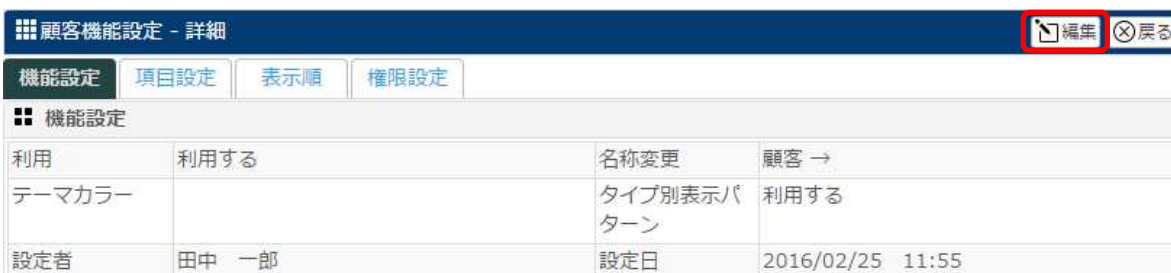 顧客機能設定 - 詳細 編集 戻る
機能設定 項目設定 表示順 権限設定
機能設定
利用 利用する 名称変更 顧客 →
テーマカラー タイプ別表示パ 利用する
ターン
設定者 田中 一郎 設定日 2016/02/25 11:55